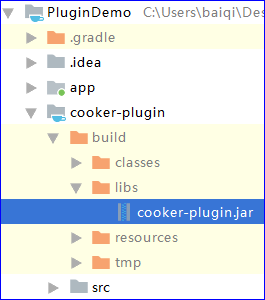 PluginDemo C:\Users\baiqi\Des
.gradle
.idea
app
cooker-plugin
build
classes
libs
cooker-plugin.jar
resources
tmp
src